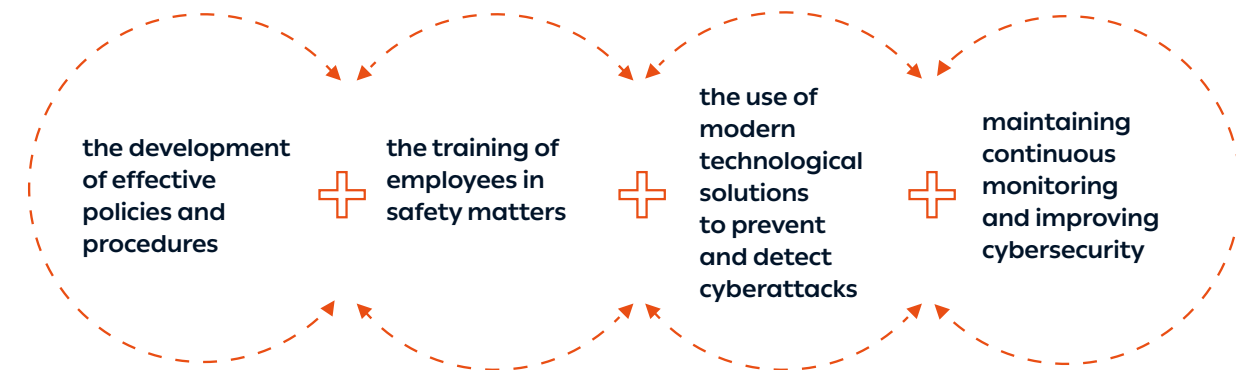 the development
of effective
policies and
procedures
the training of
employees in
safety matters
the use of
modern
technological
solutions
to prevent
and detect
cyberattacks
maintaining
continuous
monitoring
and improving
cybersecurity